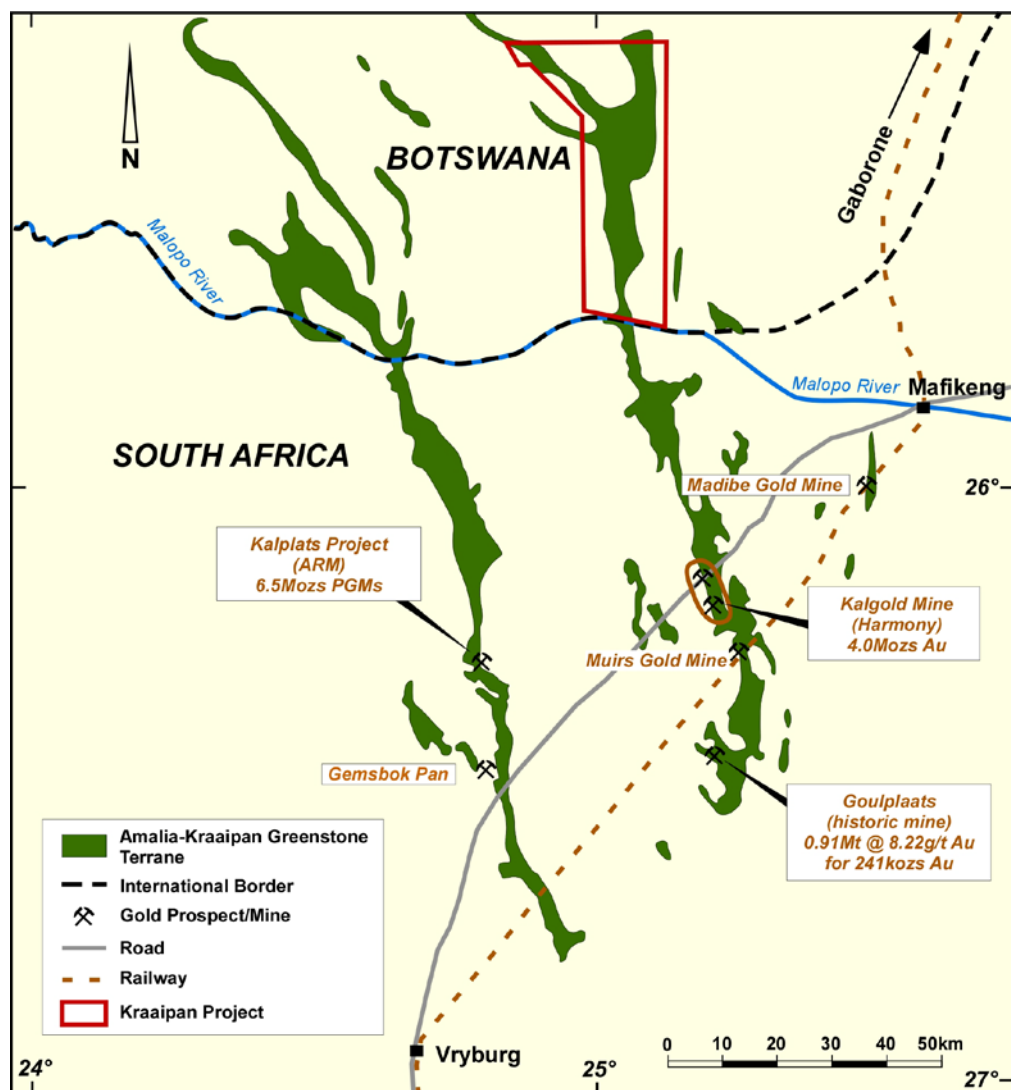 N
BOTSWANA
Gaborone
Malopo River
Malopo River
Mafikeng
SOUTH AFRICA
Madibe Gold Mine
26°
Kalplats Project
(ARM)
6.5Mozs PGMs
Kalgold Mine
(Harmony)
4.0Mozs Au
Muirs Gold Mine
Gemsbok Pan
Goulplaats
(historic mine)
0.91Mt @ 8.22g/t Au
for 241kozs Au
Amalia-Kraaipan Greenstone
Terrane
International Border
Gold Prospect/Mine
Road
Railway
Kraaipan Project
Vryburg
0 10 20 30 40 50km
24°
25°
27°